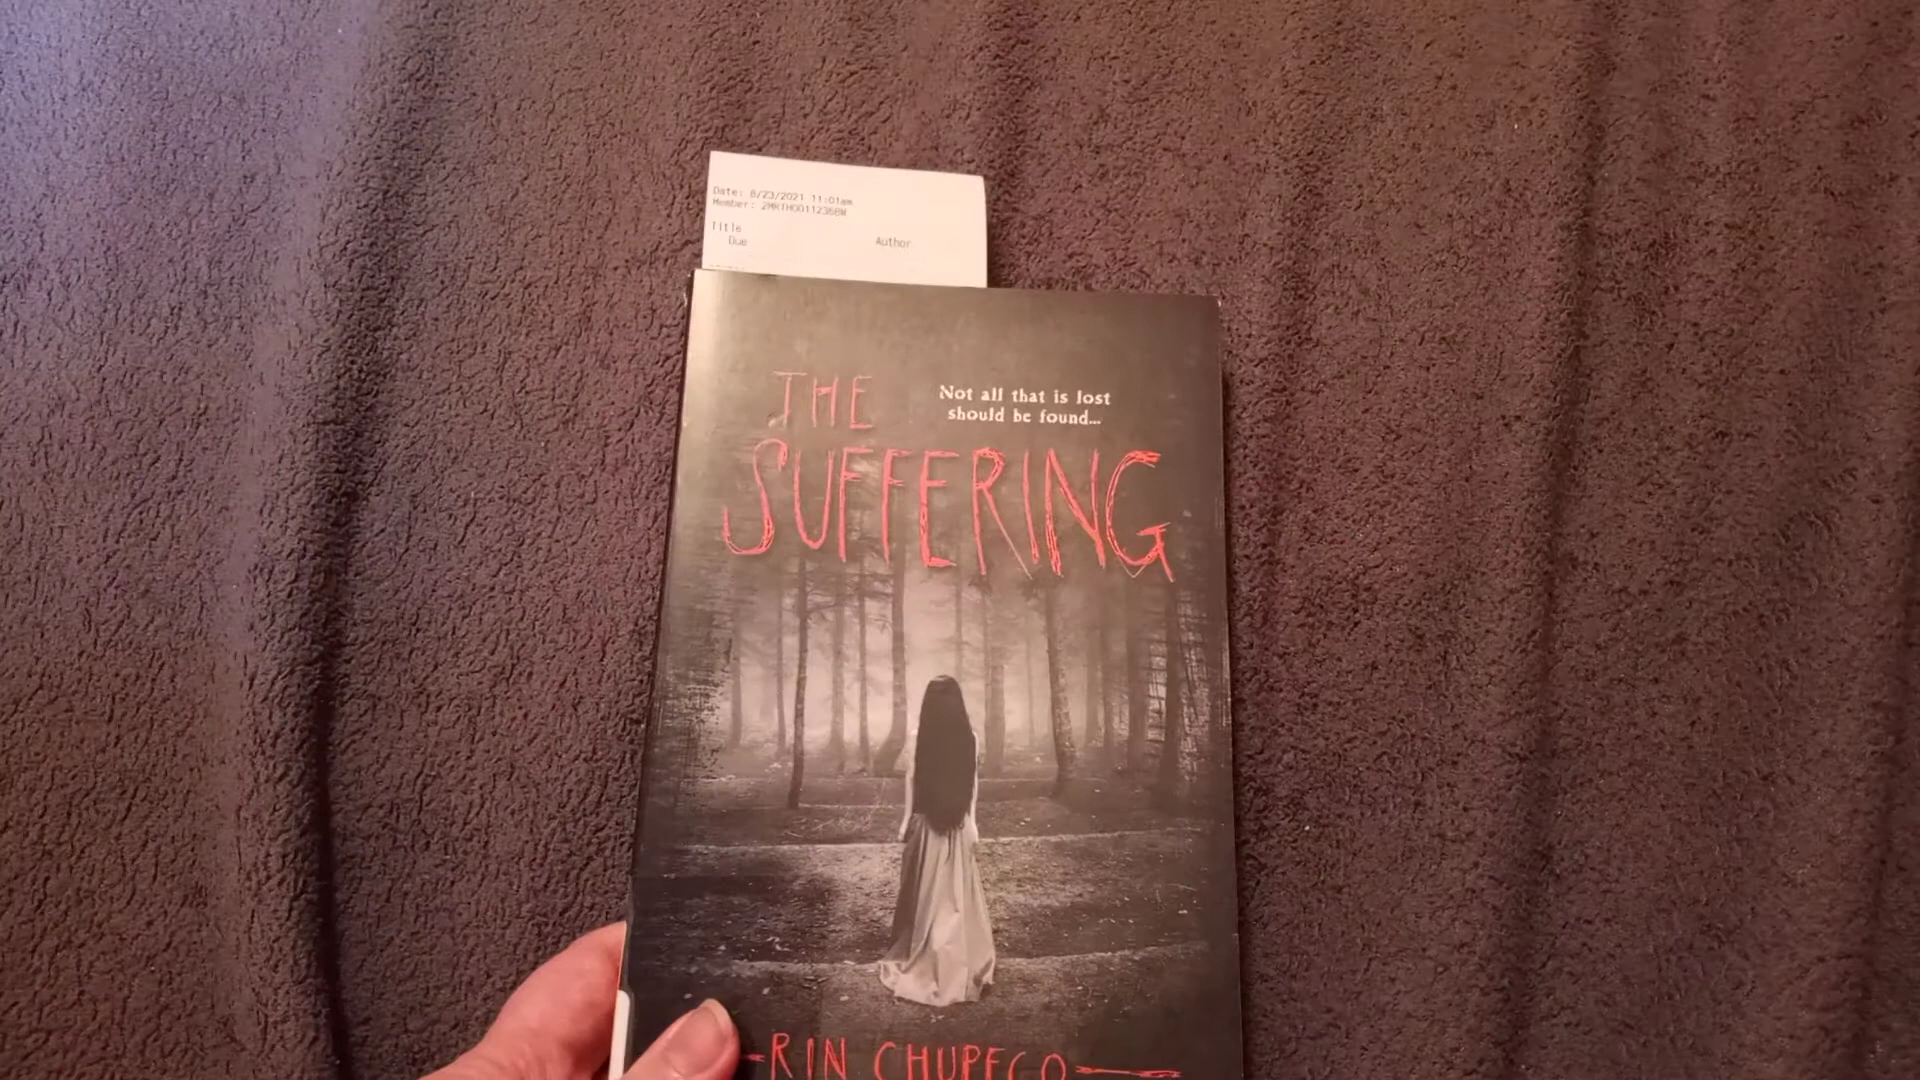 Date: 8/23/2021 11:01am
Member: 2MRTH0011236BW
Title
Due Author
THE
Not all that is lost
should be found...
SUFFERING
RIN CHUPECO